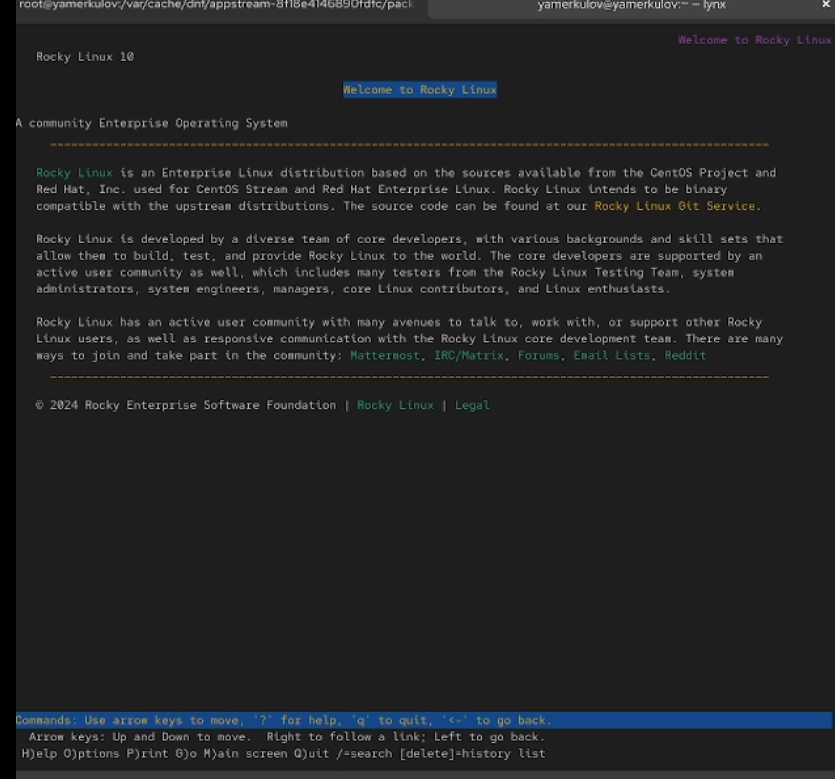 root@yamerkulov:/var/cache/dnf/appstream-8f18e4146890fdfc/pack
yamerkulov@yamerkulov:~ — lynx ×
Welcome to Rocky Linux
Rocky Linux 10
Welcome to Rocky Linux
A community Enterprise Operating System
Rocky Linux is an Enterprise Linux distribution based on the sources available from the CentOS Project and
Red Hat, Inc. used for CentOS Stream and Red Hat Enterprise Linux. Rocky Linux intends to be binary
compatible with the upstream distributions. The source code can be found at our Rocky Linux Git Service.
Rocky Linux is developed by a diverse team of core developers, with various backgrounds and skill sets that
allow them to build, test, and provide Rocky Linux to the world. The core developers are supported by an
active user community as well, which includes many testers from the Rocky Linux Testing Team, system
administrators, system engineers, managers, core Linux contributors, and Linux enthusiasts.
Rocky Linux has an active user community with many avenues to talk to, work with, or support other Rocky
Linux users, as well as responsive communication with the Rocky Linux core development team. There are many
ways to join and take part in the community: Mattermost, IRC/Matrix, Forums, Email Lists, Reddit
© 2024 Rocky Enterprise Software Foundation | Rocky Linux | Legal
Commands: Use arrow keys to move, '?' for help, 'q' to quit, '<-' to go back.
Arrow keys: Up and Down to move. Right to follow a link; Left to go back.
H)elp O)ptions P)rint G)o M)ain screen Q)uit /=search [delete]=history list